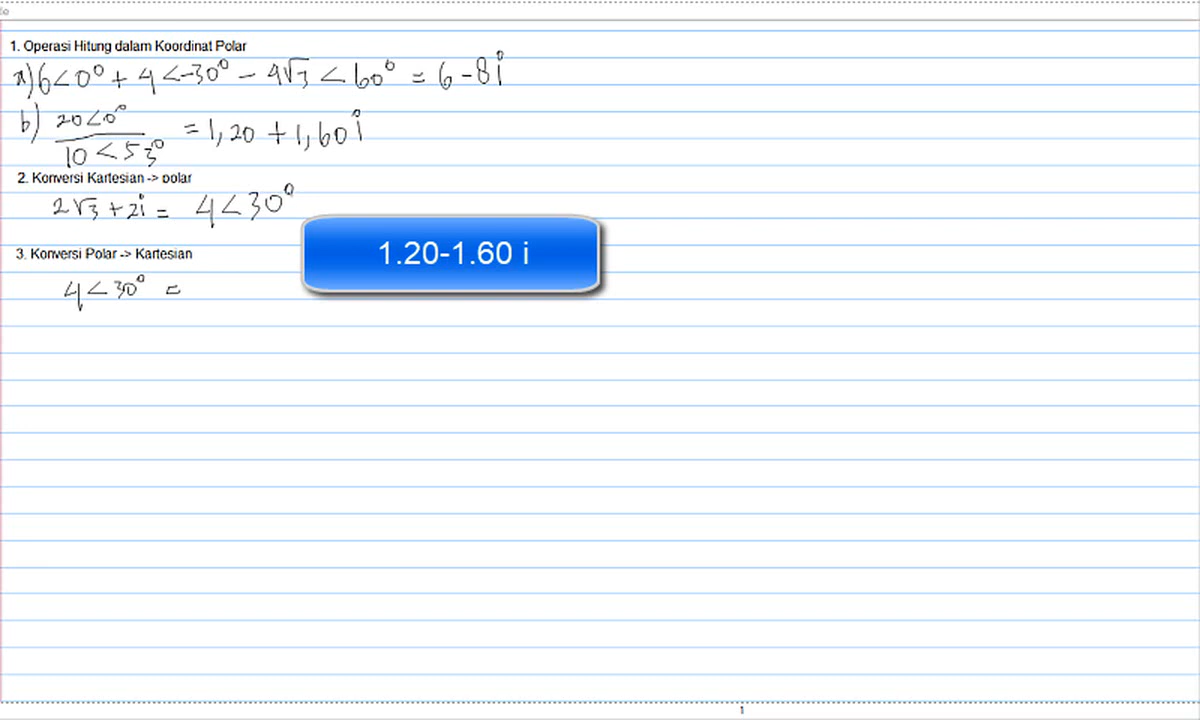 1. Operasi Hitung dalam Koordinat Polar
a) 6<0° + 4<-30° - 4√3 < 60° = 6-8i
b) 20<0° / 10<53° = 1,20 + 1,60 i
2. Konversi Kartesian -> polar
2√3 + 2i = 4<30°
1.20-1.60 i
3. Konversi Polar -> Kartesian
4<30° =
1